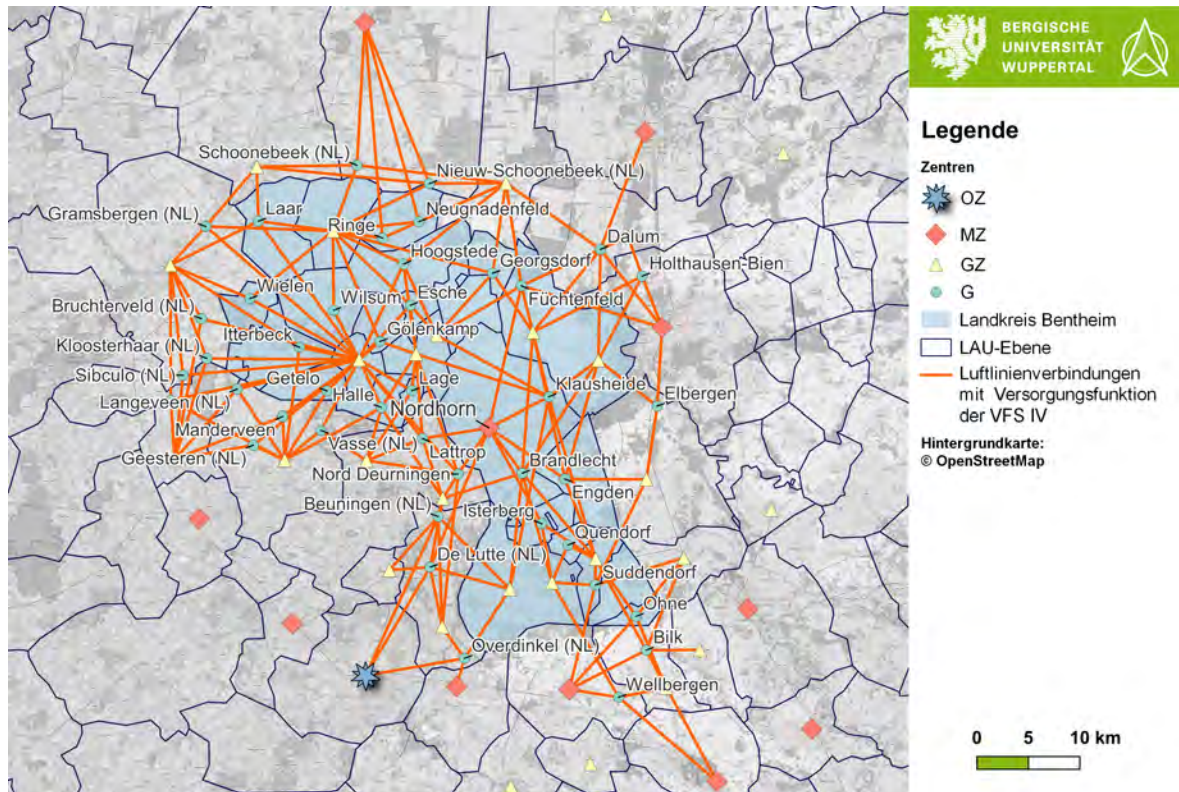 Schoonebeek (NL)
Nieuw-Schoonebeek (NL)
Gramsbergen (NL)
Laar
Ringe
Neugnadenfeld
Dalum
Hoogstede
Georgsdorf
Holthausen-Bien
Wielen
Wilsum
Esche
Füchtenfeld
Bruchterveld (NL)
Itterbeck
Gölenkamp
Kloosterhaar (NL)
Sibculo (NL)
Getelo
Halle
Lage
Klausheide
Elbergen
Langeveen (NL)
Nordhorn
Manderveen
Vasse (NL)
Lattrop
Geesteren (NL)
Nord Deurningen
Brandlecht
Engden
Beuningen (NL)
Isterberg
Quendorf
De Lutte (NL)
Suddendorf
Ohne
Overdinkel (NL)
Bilk
Wellbergen
BERGISCHE
UNIVERSITÄT
WUPPERTAL
Legende
Zentren
OZ
MZ
GZ
G
Landkreis Bentheim
LAU-Ebene
Luftlinienverbindungen
mit Versorgungsfunktion
der VFS IV
Hintergrundkarte:
© OpenStreetMap
0 5 10 km